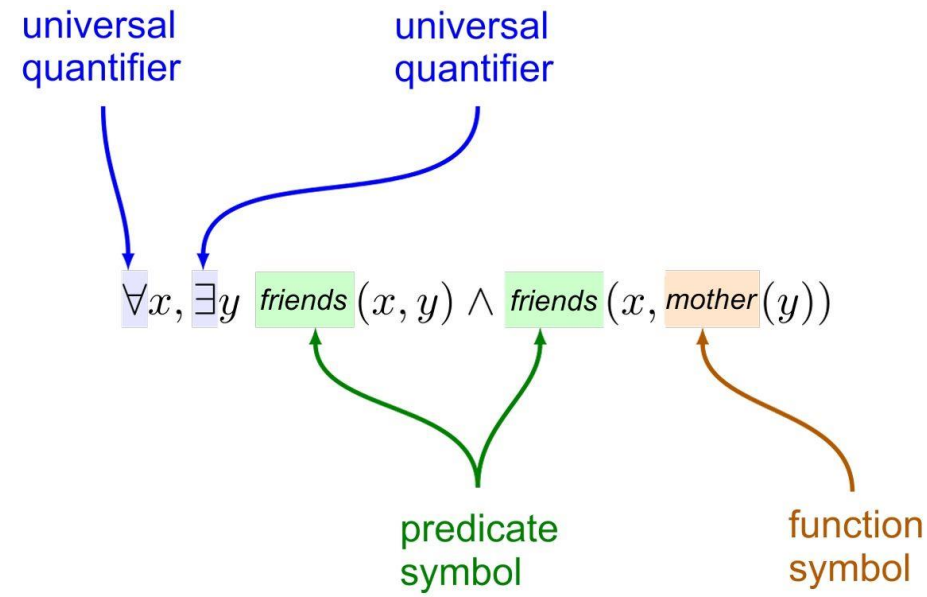 universal
quantifier
universal
quantifier
∀x, ∃y friends(x, y) ∧ friends(x, mother(y))
predicate
symbol
function
symbol